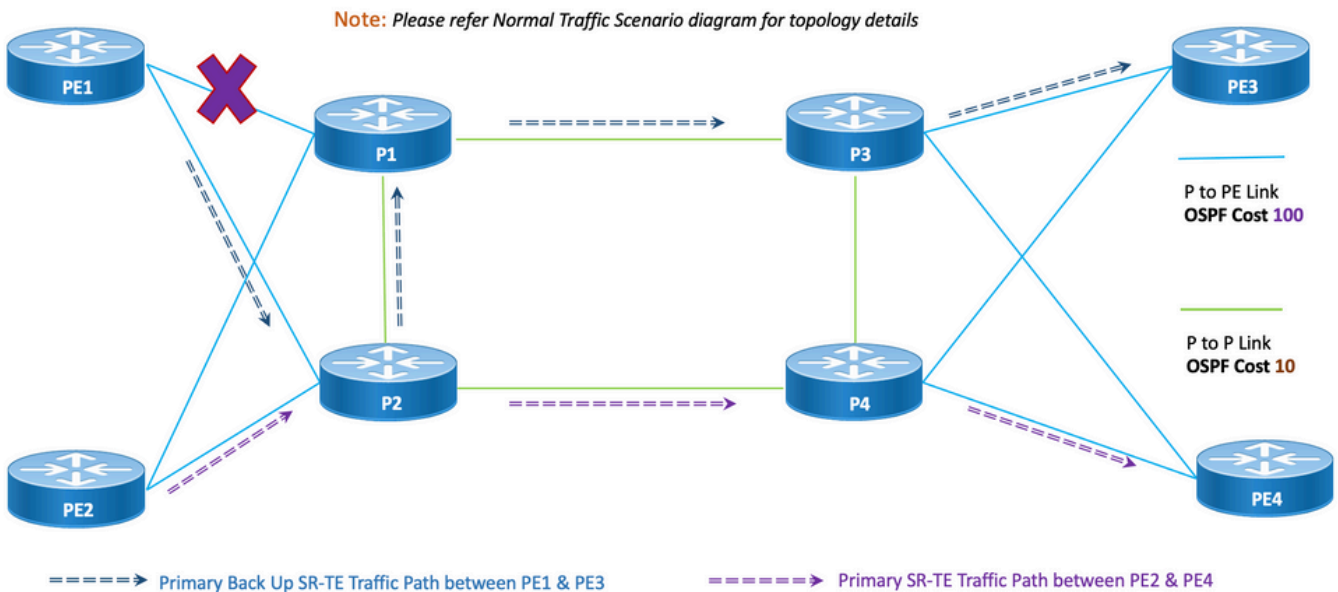 Note: Please refer Normal Traffic Scenario diagram for topology details
PE1
P1
P3
PE3
P to PE Link
OSPF Cost 100
P to P Link
OSPF Cost 10
P2
P4
PE2
PE4
Primary Back Up SR-TE Traffic Path between PE1 & PE3
Primary SR-TE Traffic Path between PE2 & PE4